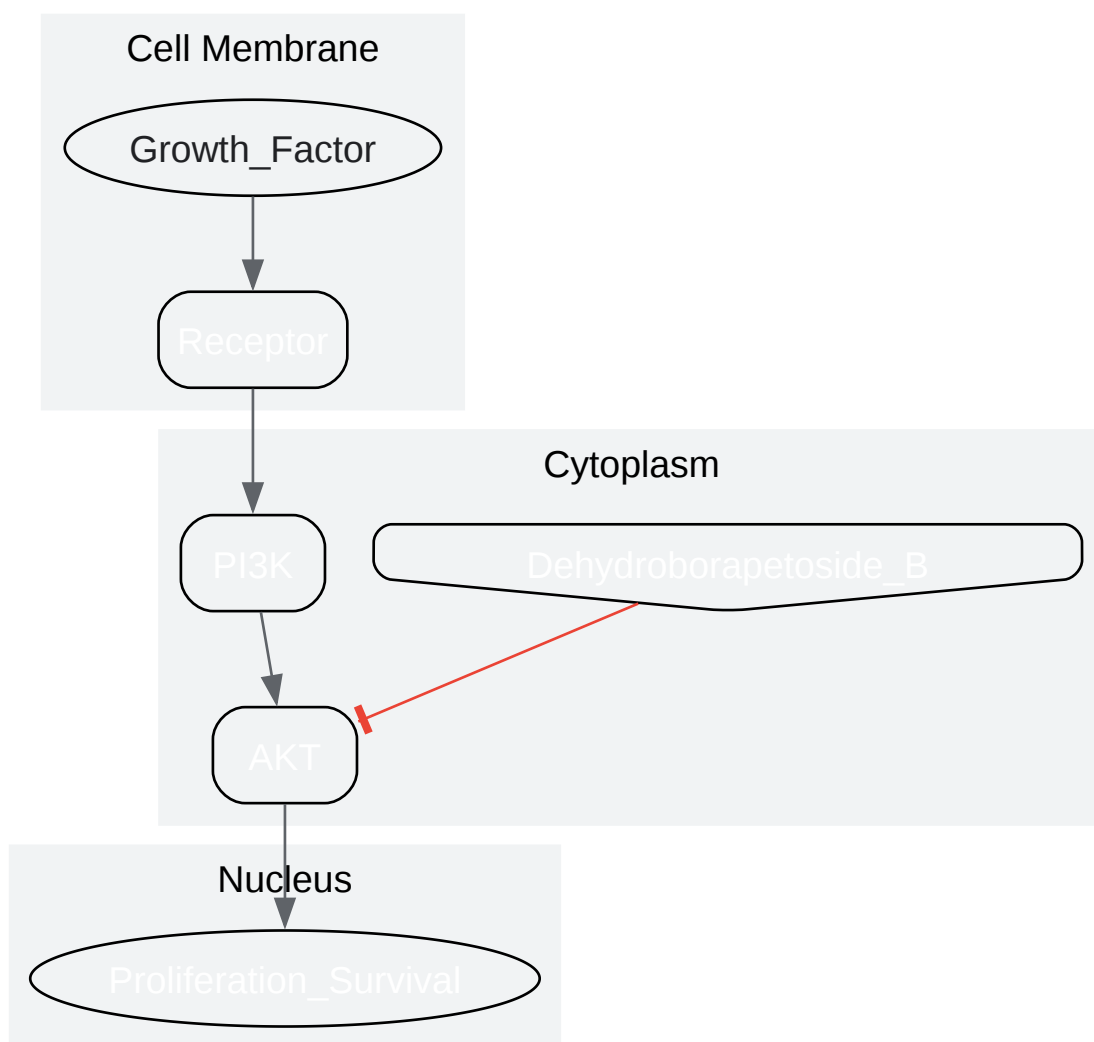 Cell Membrane
Growth_Factor
Receptor
Cytoplasm
PI3K
Dehydroborapetoside_B
AKT
Nucleus
Proliferation_Survival